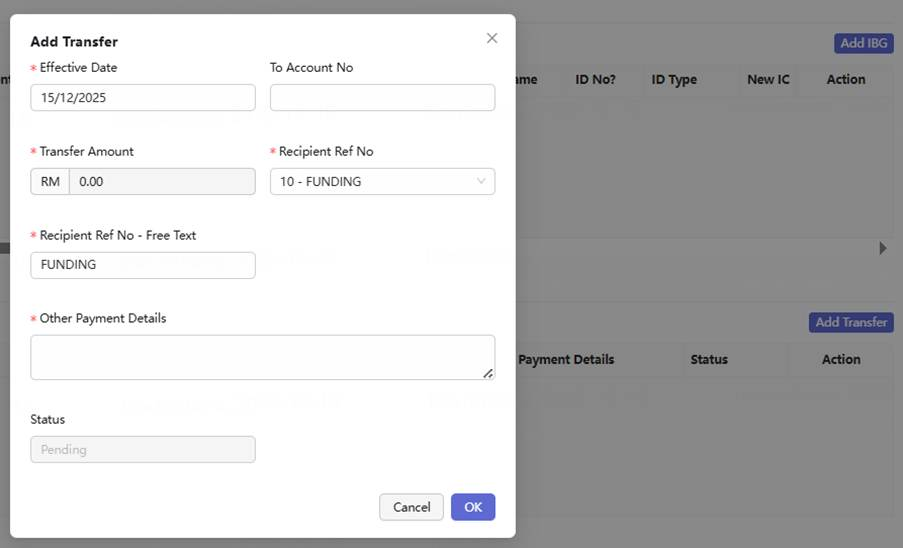 Add Transfer
Add IBG
* Effective Date To Account No
15/12/2025
ame ID No? ID Type New IC Action
* Transfer Amount * Recipient Ref No
RM 0.00 10 - FUNDING
* Recipient Ref No - Free Text
FUNDING
* Other Payment Details
Add Transfer
Payment Details Status Action
Status
Pending
Cancel OK